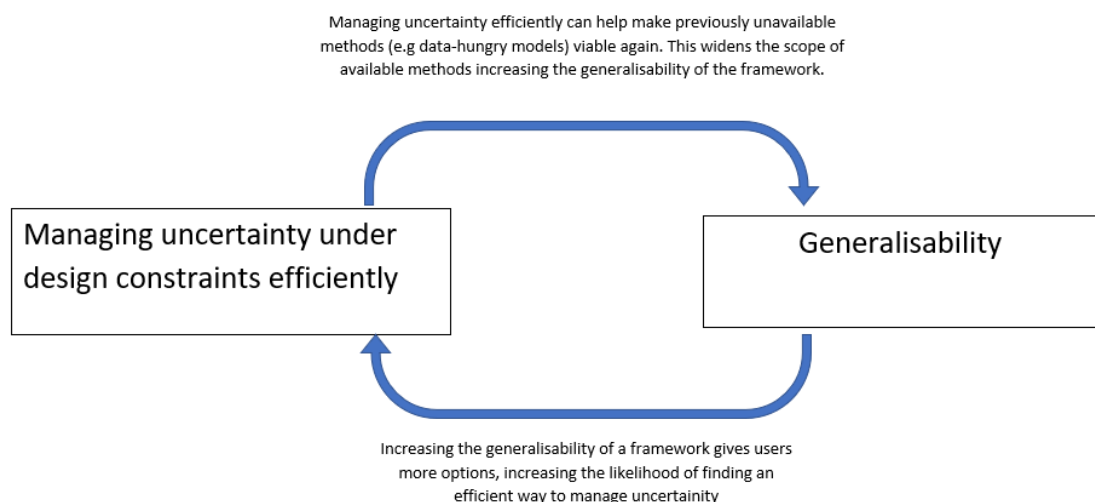 Managing uncertainty efficiently can help make previously unavailable
methods (e.g data-hungry models) viable again. This widens the scope of
available methods increasing the generalisability of the framework.
Managing uncertainty under
design constraints efficiently
Generalisability
Increasing the generalisability of a framework gives users
more options, increasing the likelihood of finding an
efficient way to manage uncertainity